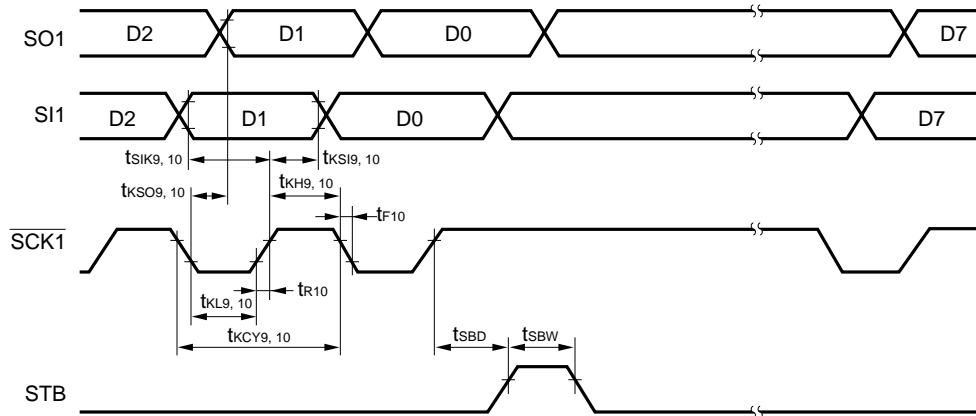 SO1 D2 D1 D0 D7
SI1 D2 D1 D0 D7
tSIK9, 10 tKSI9, 10
tKSO9, 10 tKH9, 10
tF10
SCK1
tR10
tKL9, 10
tKCY9, 10 tSBD tSBW
STB